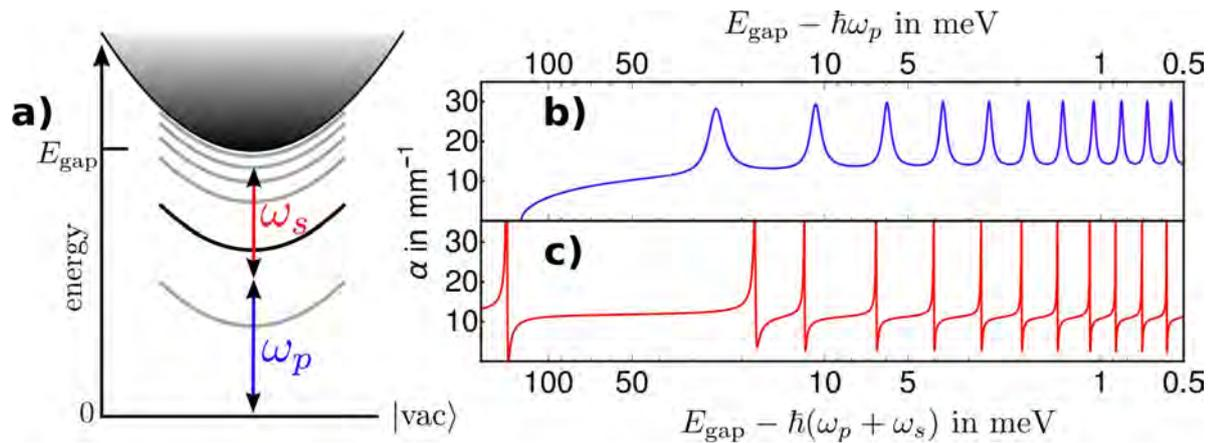 a)
E_gap
energy
ω_s
ω_p
0
|vac⟩
E_gap − ħω_p in meV
100 50 10 5 1 0.5
b)
30
20
10
α in mm⁻¹
c)
30
20
10
100 50 10 5 1 0.5
E_gap − ħ(ω_p + ω_s) in meV